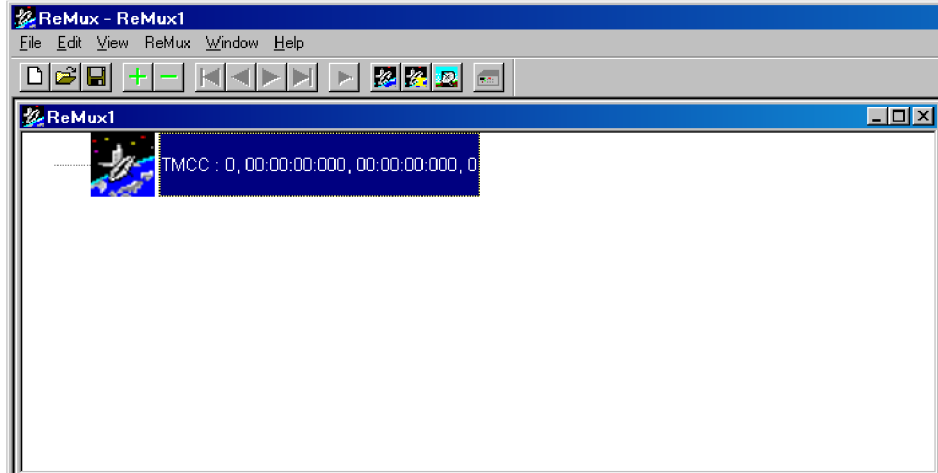 ReMux - ReMux1
File Edit View ReMux Window Help
ReMux1
TMCC : 0, 00:00:00:000, 00:00:00:000, 0